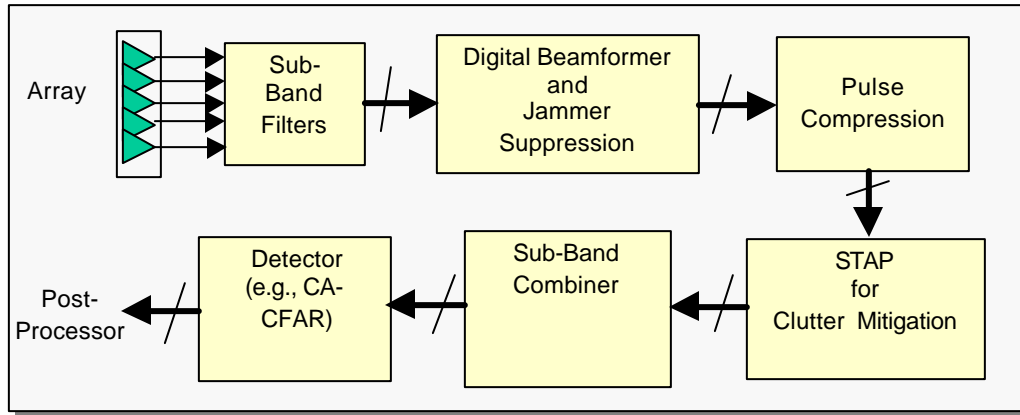 Array
Sub-
Band
Filters
Digital Beamformer
and
Jammer
Suppression
Pulse
Compression
STAP
for
Clutter Mitigation
Sub-Band
Combiner
Detector
(e.g., CA-
CFAR)
Post-
Processor